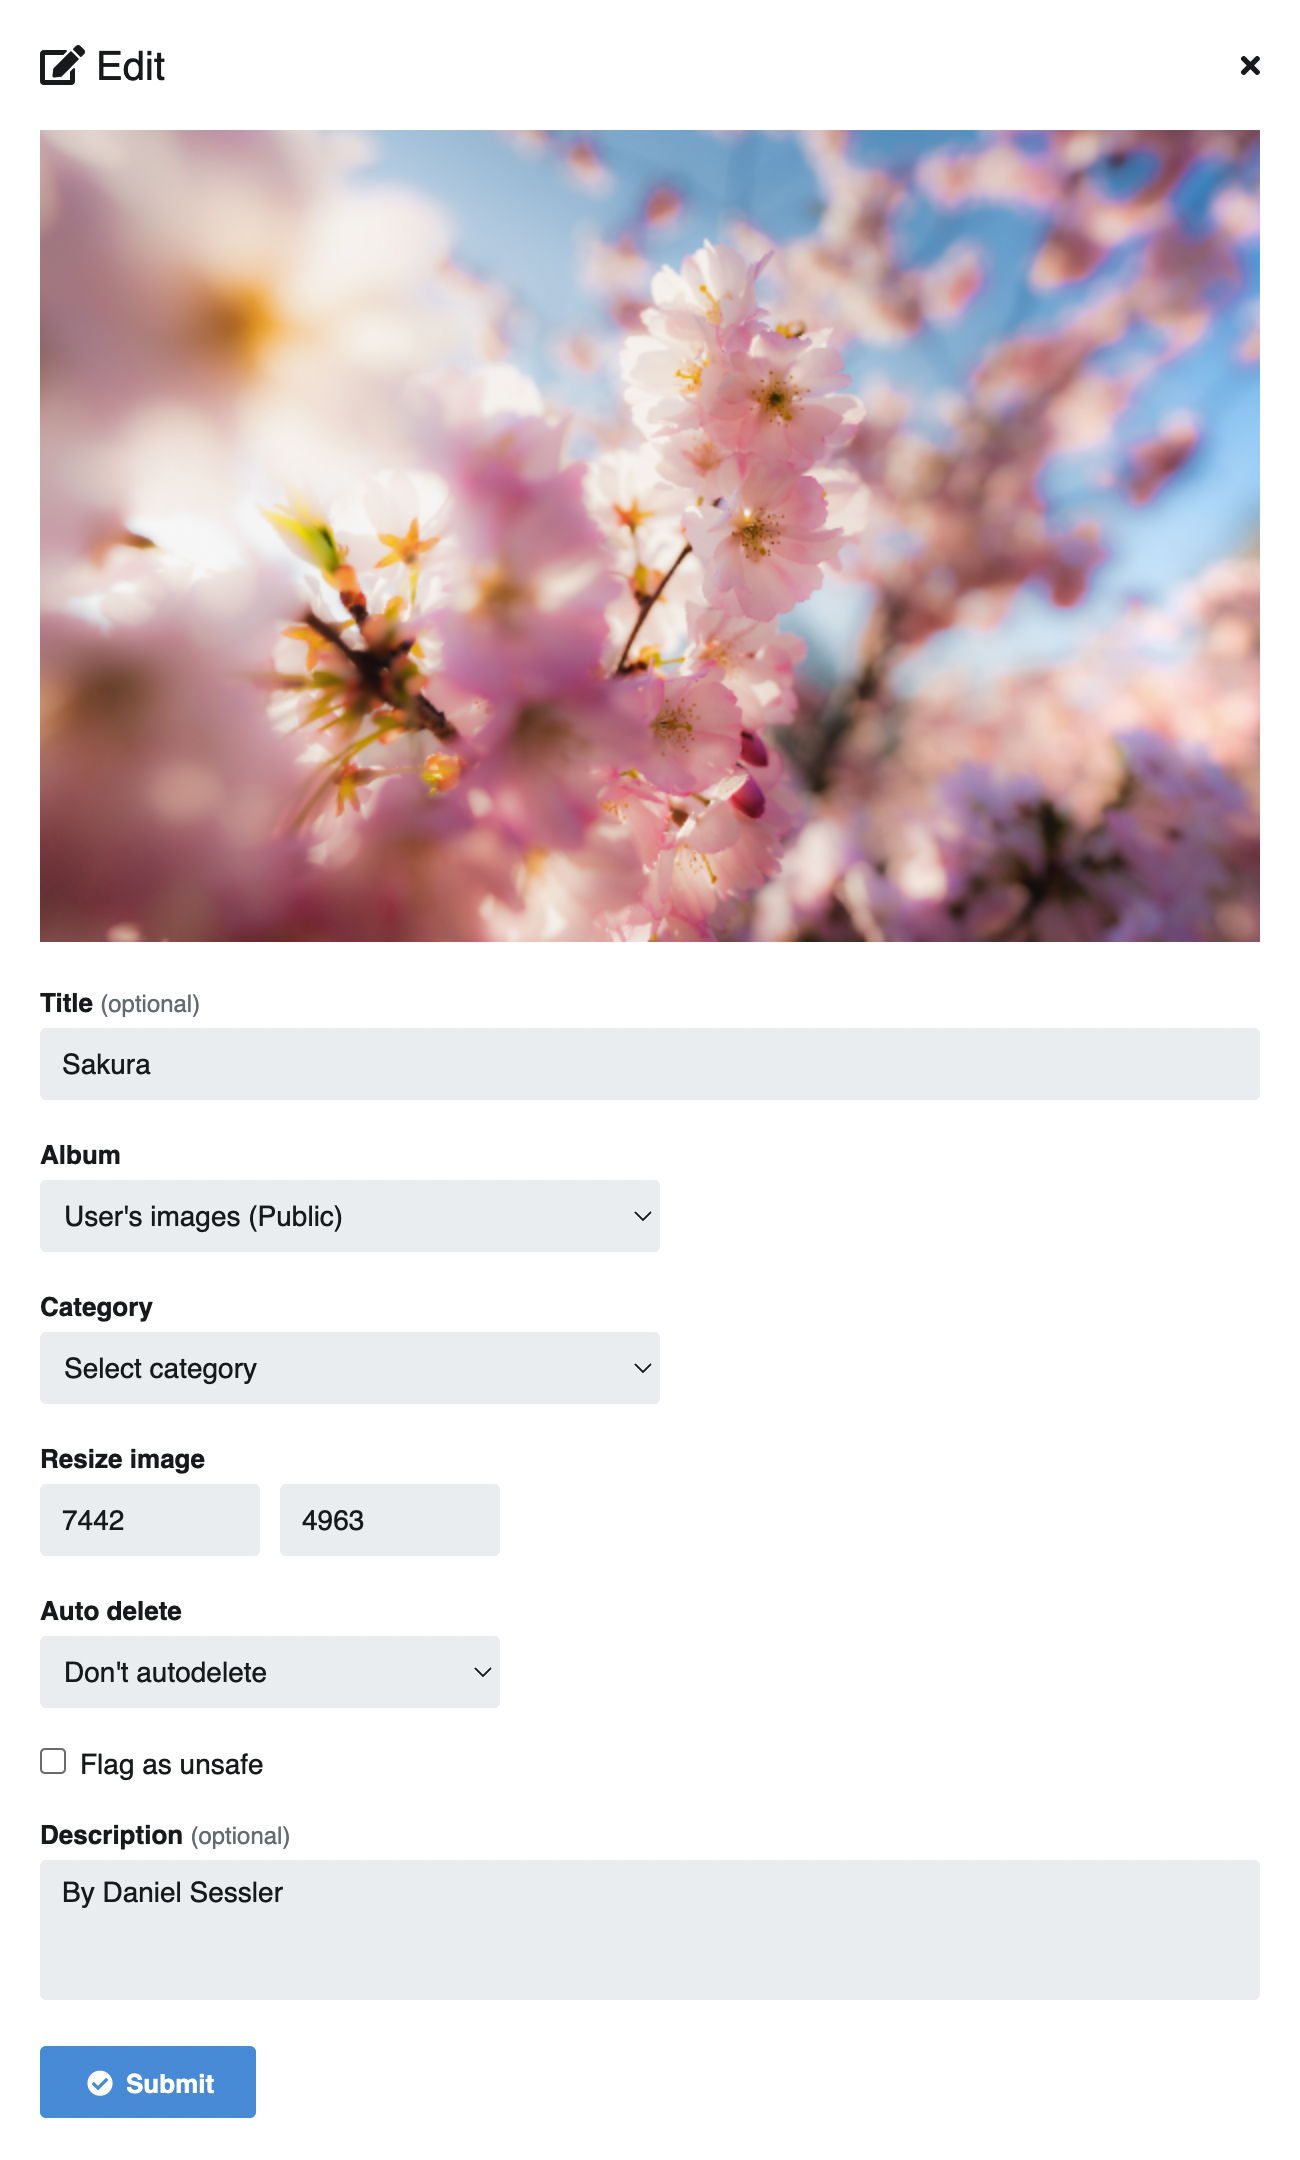 Edit
Title (optional)
Sakura
Album
User's images (Public)
Category
Select category
Resize image
7442 4963
Auto delete
Don't autodelete
Flag as unsafe
Description (optional)
By Daniel Sessler
Submit